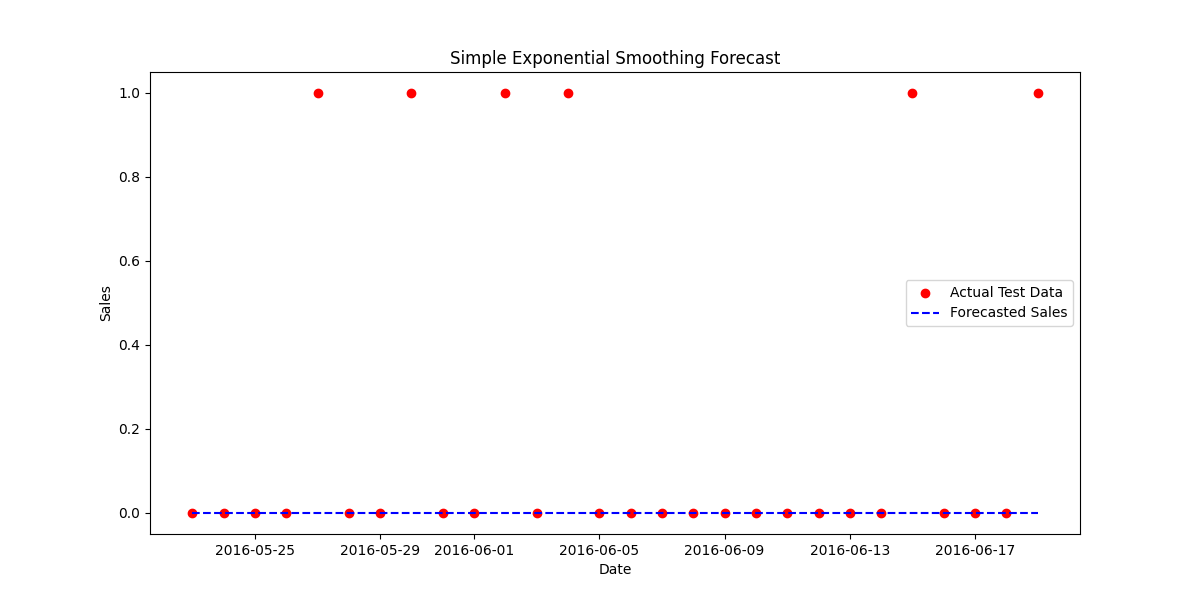 Simple Exponential Smoothing Forecast
1.0
0.8
0.6
0.4
0.2
0.0
Sales
Actual Test Data
Forecasted Sales
2016-05-25 2016-05-29 2016-06-01 2016-06-05 2016-06-09 2016-06-13 2016-06-17
Date